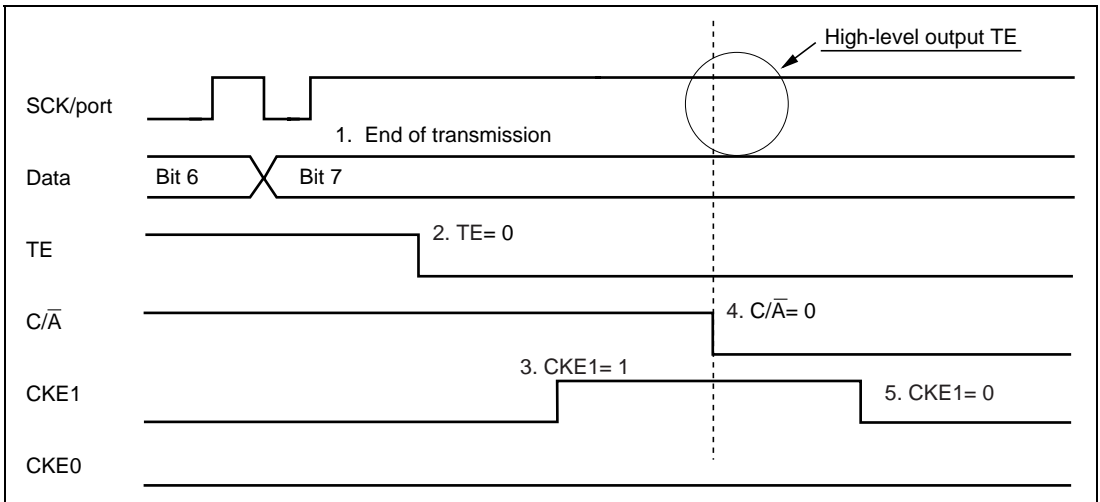 High-level output TE
SCK/port
1. End of transmission
Data
Bit 6
Bit 7
2. TE= 0
TE
C/A̅
4. C/A̅= 0
3. CKE1= 1
CKE1
5. CKE1= 0
CKE0